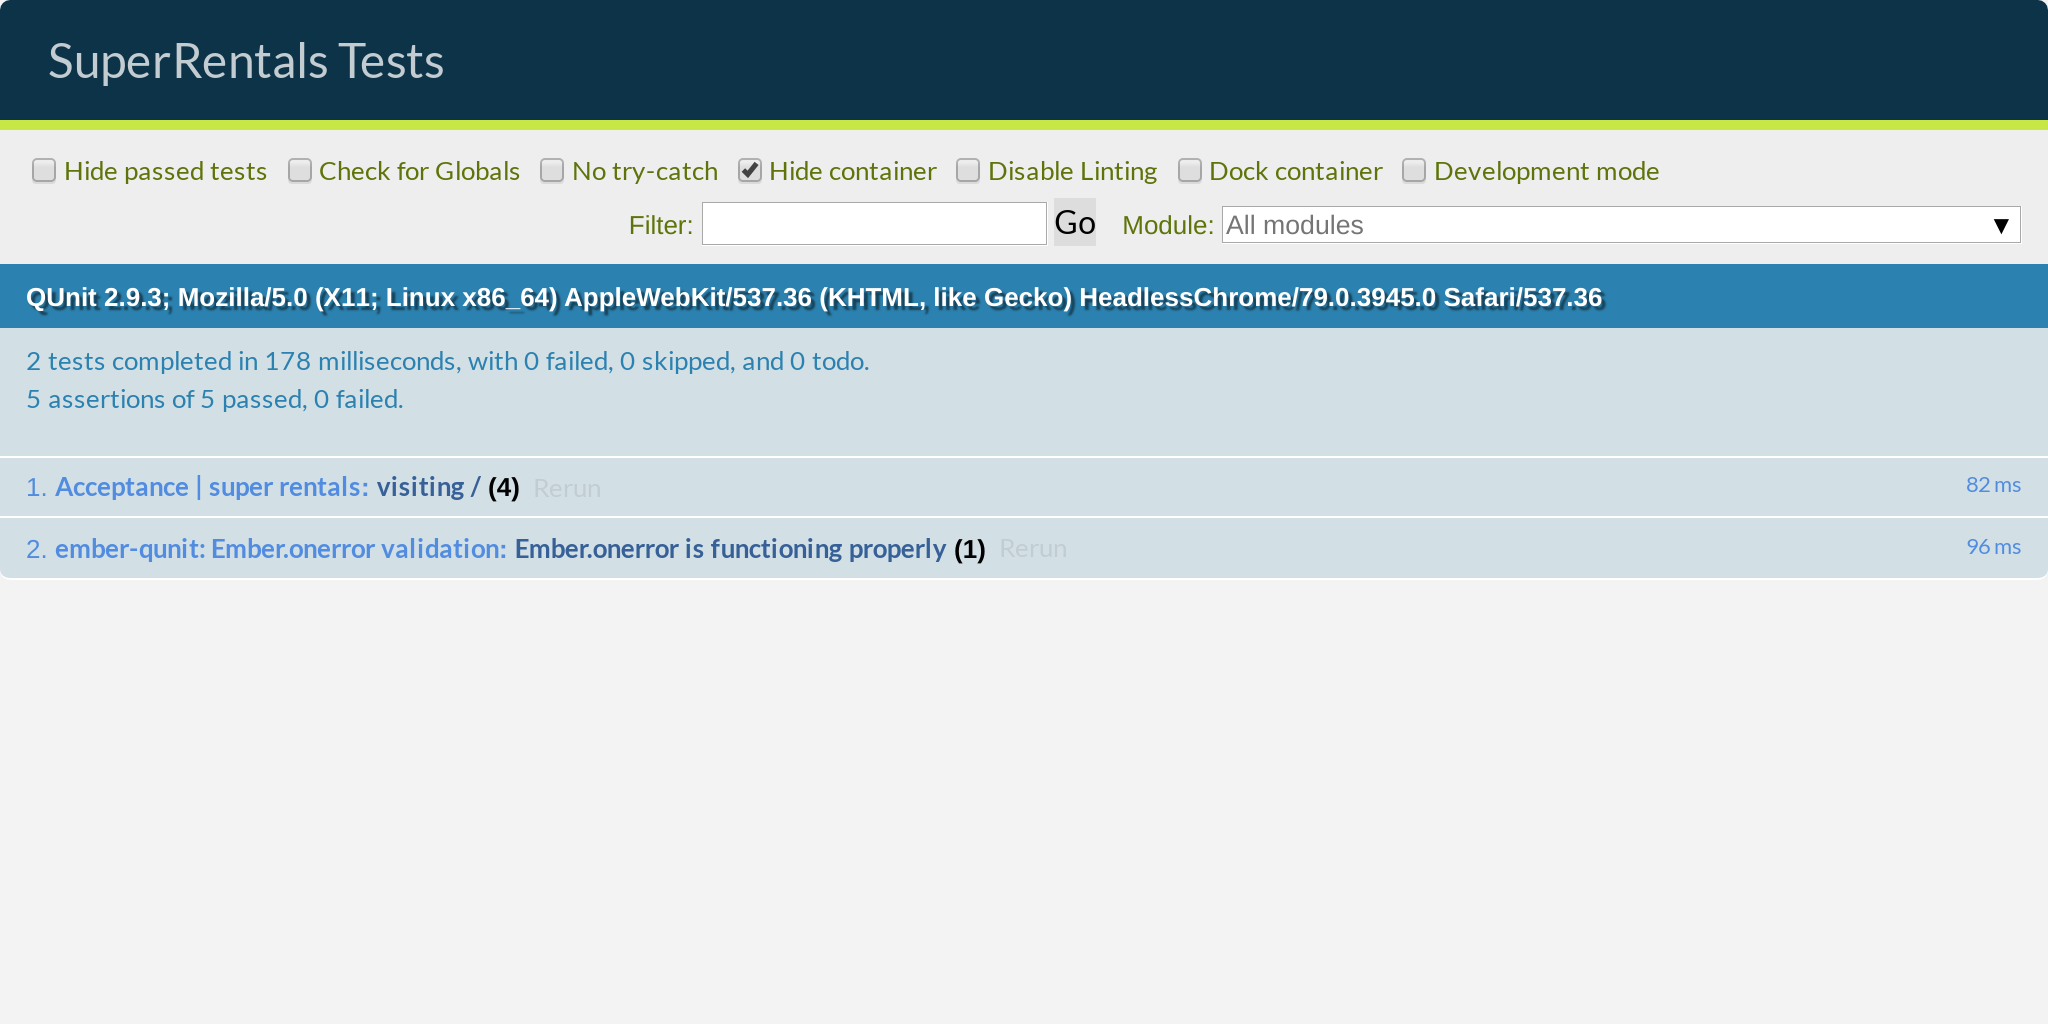 SuperRentals Tests
Hide passed tests Check for Globals No try-catch Hide container Disable Linting Dock container Development mode
Filter: Go Module: All modules ▼
QUnit 2.9.3; Mozilla/5.0 (X11; Linux x86_64) AppleWebKit/537.36 (KHTML, like Gecko) HeadlessChrome/79.0.3945.0 Safari/537.36
2 tests completed in 178 milliseconds, with 0 failed, 0 skipped, and 0 todo.
5 assertions of 5 passed, 0 failed.
1. Acceptance | super rentals: visiting / (4) Rerun 82 ms
2. ember-qunit: Ember.onerror validation: Ember.onerror is functioning properly (1) Rerun 96 ms